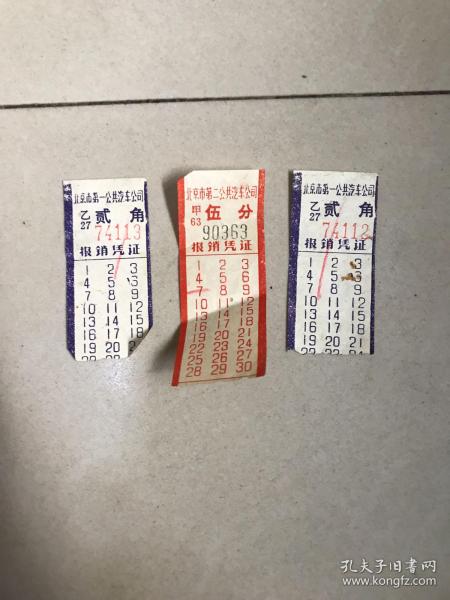 北京市第一公共汽车公司
乙 27 贰角
74113
报销凭证
1 2 3
4 5 6
7 8 9
10 11 12
13 14 15
16 17 18
19 20
北京市第二公共汽车公司
甲 63 伍分
90363
报销凭证
1 2 3
4 5 6
7 8 9
10 11 12
13 14 15
16 17 18
19 20 21
22 23 24
25 26 27
28 29 30
北京市第一公共汽车公司
乙 27 贰角
74112
报销凭证
1 2 3
4 5 6
7 8 9
10 11 12
13 14 15
16 17 18
19 20 21
孔夫子旧书网
www.kongfz.com